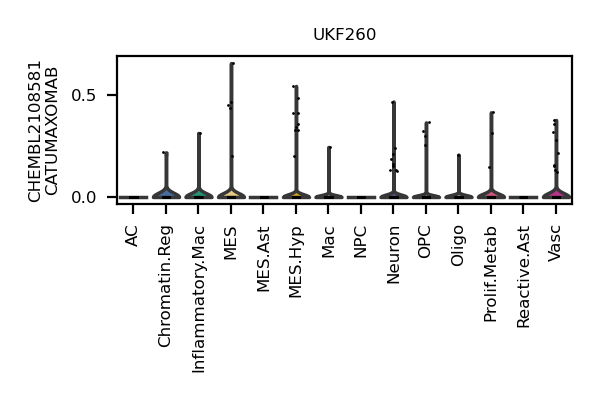 UKF260
CHEMBL2108581
CATUMAXOMAB
0.5
0.0
AC
Chromatin.Reg
Inflammatory.Mac
MES
MES.Ast
MES.Hyp
Mac
NPC
Neuron
OPC
Oligo
Prolif.Metab
Reactive.Ast
Vasc